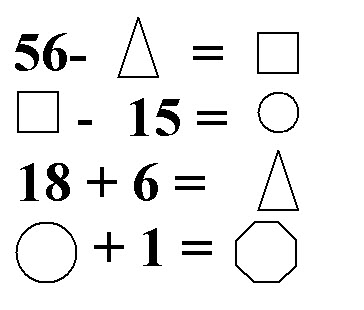 56- △ = □
□ - 15 = ○
18 + 6 = △
○ + 1 = ⯃